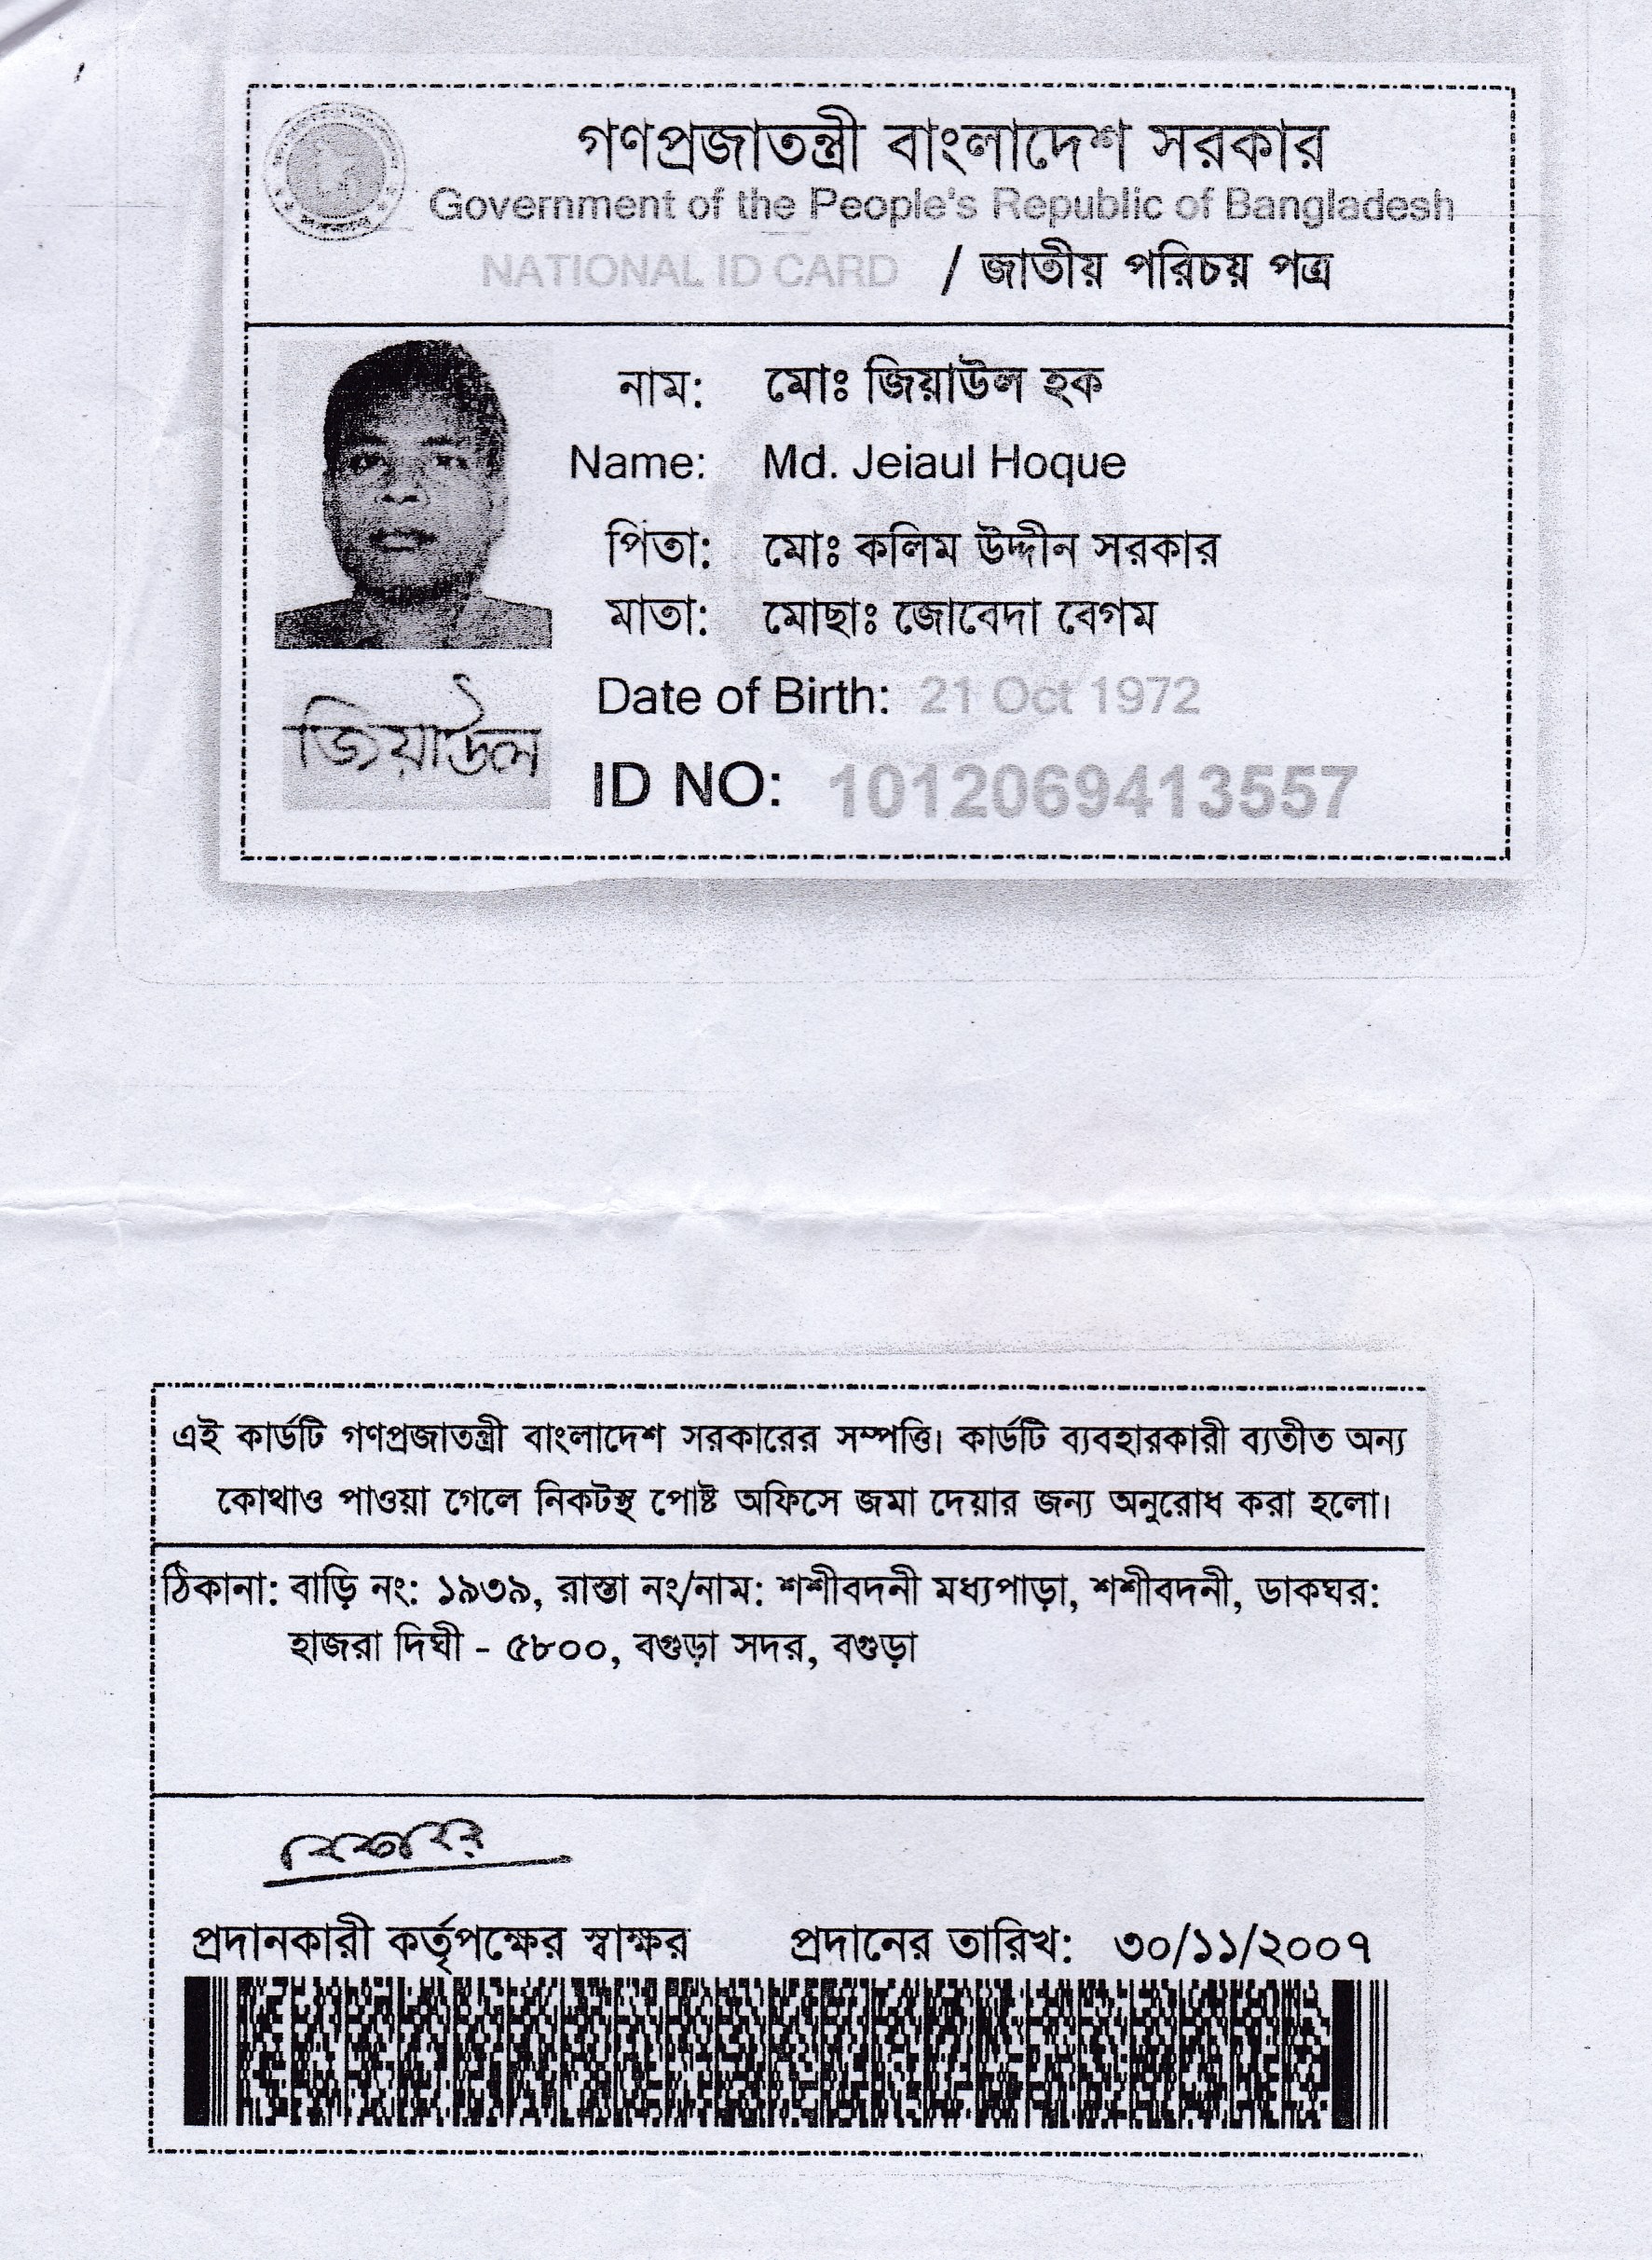 গণপ্রজাতন্ত্রী বাংলাদেশ সরকার
Government of the People's Republic of Bangladesh
NATIONAL ID CARD / জাতীয় পরিচয় পত্র
নাম: মোঃ জিয়াউল হক
Name: Md. Jeiaul Hoque
পিতা: মোঃ কলিম উদ্দীন সরকার
মাতা: মোছাঃ জোবেদা বেগম
Date of Birth: 21 Oct 1972
জিয়াউল
ID NO: 1012069413557
এই কার্ডটি গণপ্রজাতন্ত্রী বাংলাদেশ সরকারের সম্পত্তি। কার্ডটি ব্যবহারকারী ব্যতীত অন্য
কোথাও পাওয়া গেলে নিকটস্থ পোষ্ট অফিসে জমা দেয়ার জন্য অনুরোধ করা হলো।
ঠিকানা: বাড়ি নং: ১৯৩৯, রাস্তা নং/নাম: শশীবদনী মধ্যপাড়া, শশীবদনী, ডাকঘর:
হাজরা দিঘী - ৫৮০০, বগুড়া সদর, বগুড়া
প্রদানকারী কর্তৃপক্ষের স্বাক্ষর প্রদানের তারিখ: ৩০/১১/২০০৭